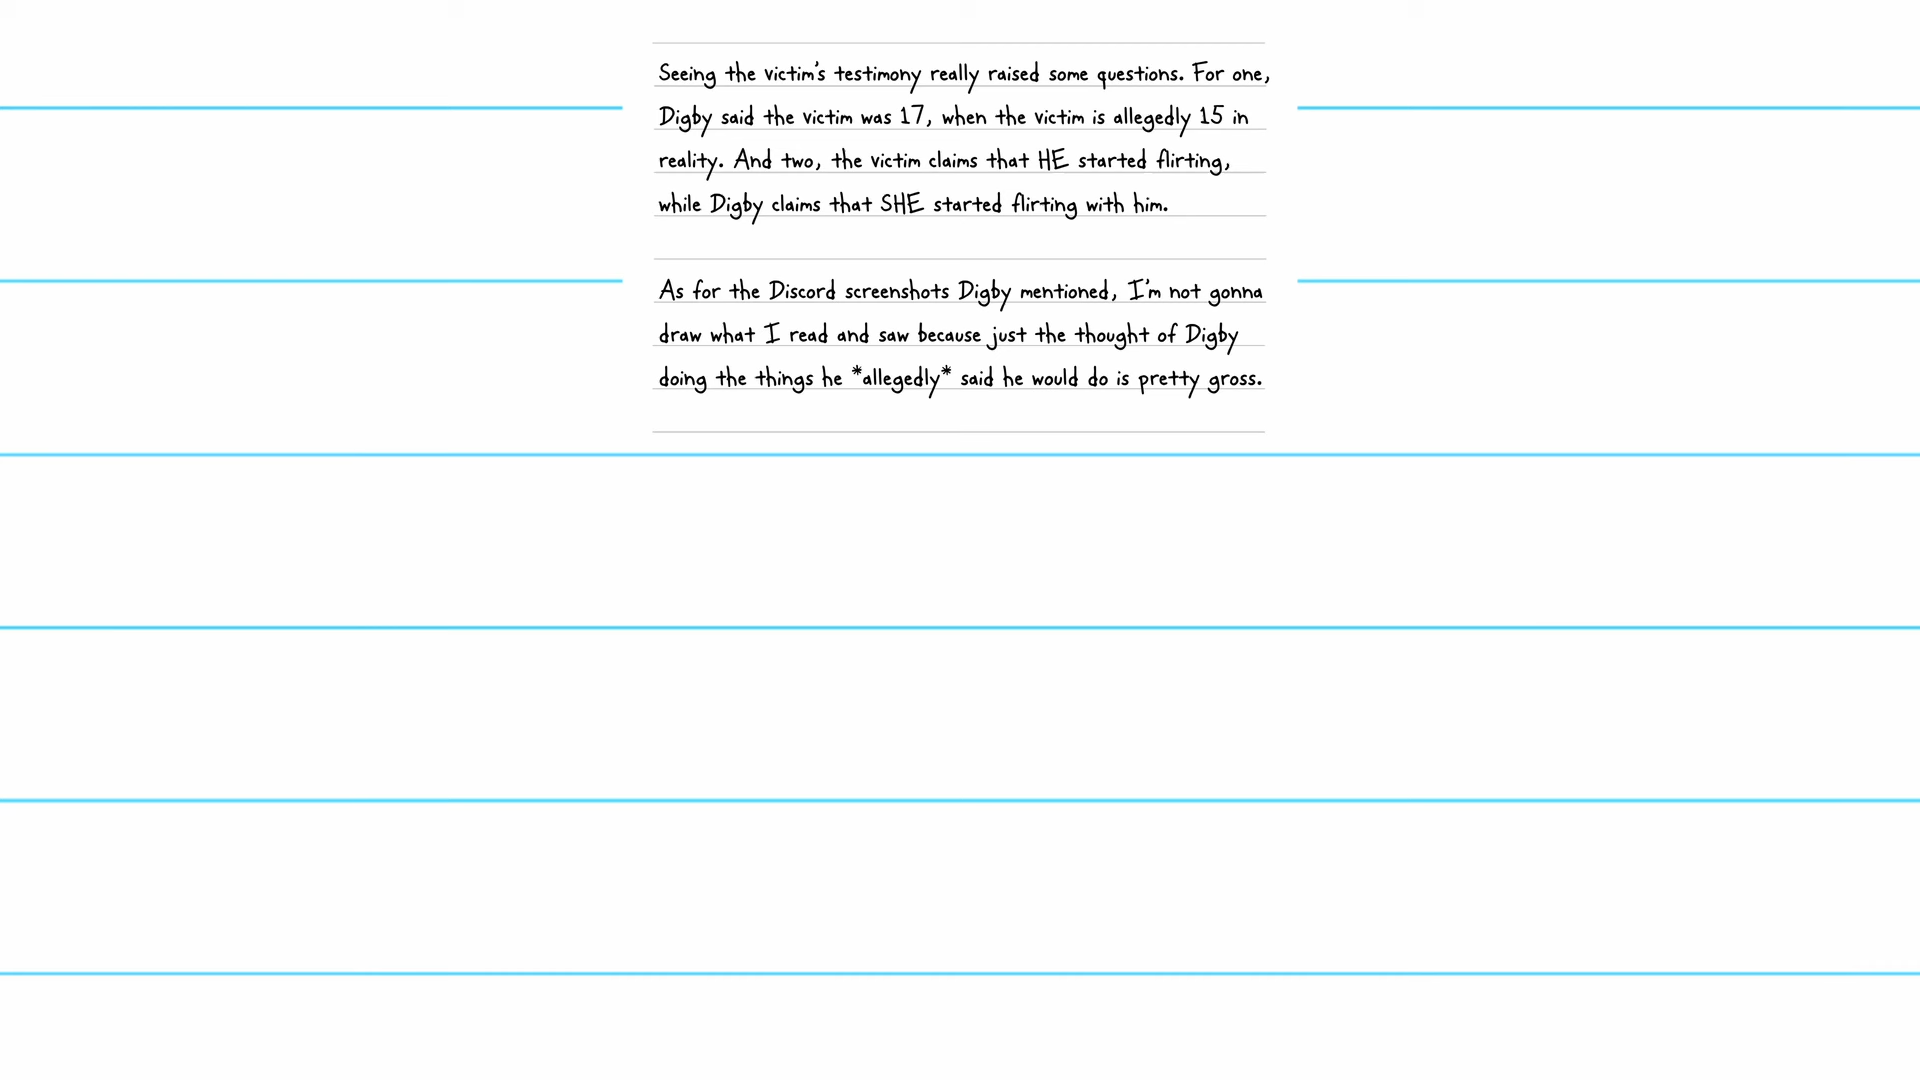 Seeing the victim's testimony really raised some questions. For one,
Digby said the victim was 17, when the victim is allegedly 15 in
reality. And two, the victim claims that HE started flirting,
while Digby claims that SHE started flirting with him.
As for the Discord screenshots Digby mentioned, I'm not gonna
draw what I read and saw because just the thought of Digby
doing the things he *allegedly* said he would do is pretty gross.